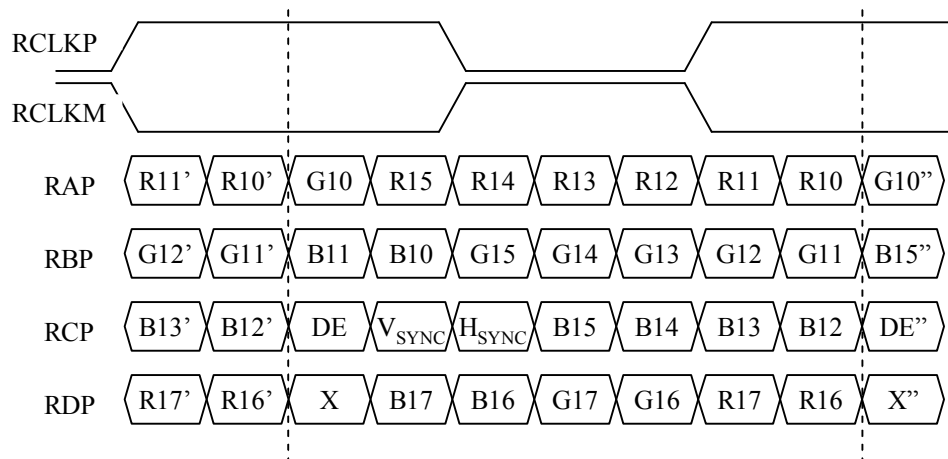 RCLKP
RCLKM
RAP R11’ R10’ G10 R15 R14 R13 R12 R11 R10 G10”
RBP G12’ G11’ B11 B10 G15 G14 G13 G12 G11 B15”
RCP B13’ B12’ DE VSYNC HSYNC B15 B14 B13 B12 DE”
RDP R17’ R16’ X B17 B16 G17 G16 R17 R16 X”